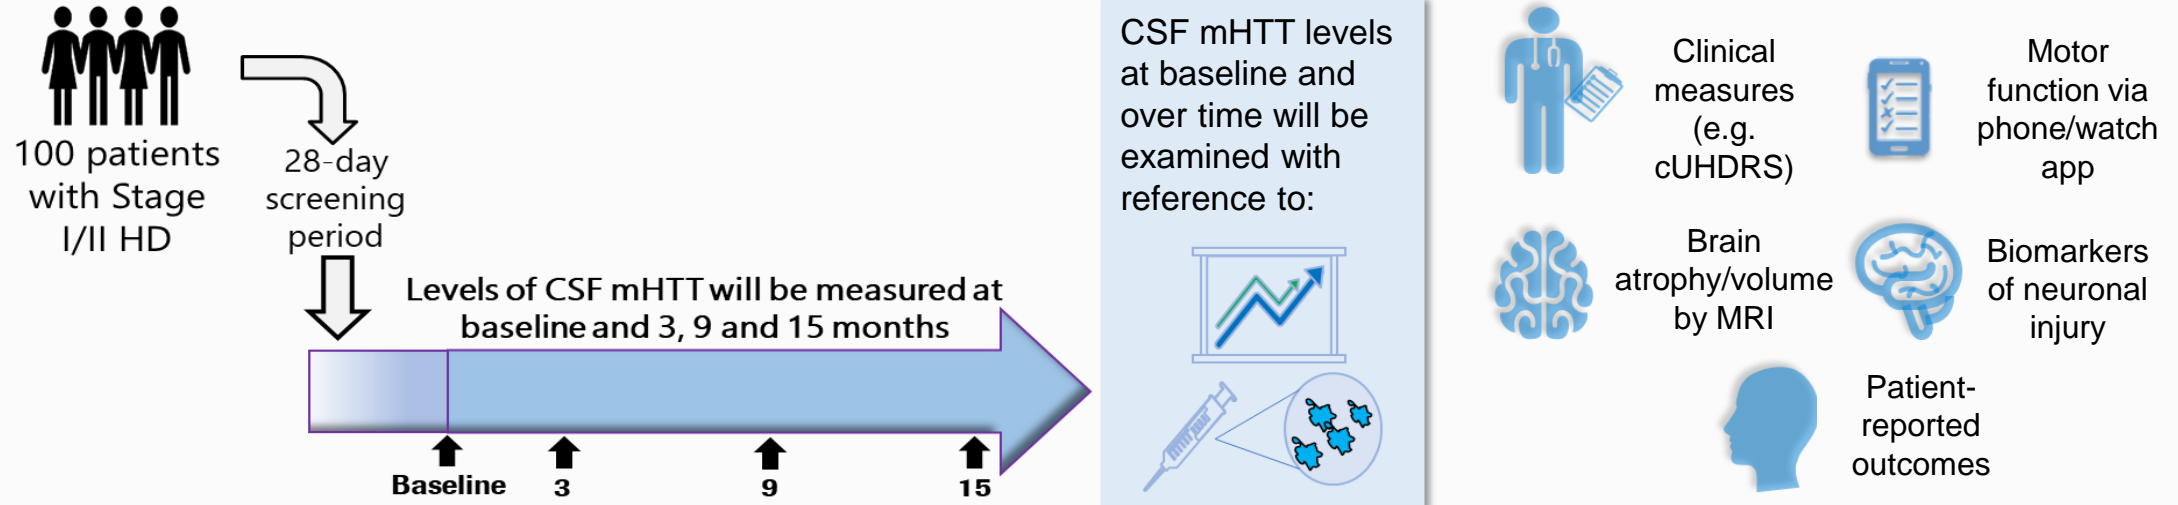 100 patients
with Stage
I/II HD
28-day
screening
period
Levels of CSF mHTT will be measured at
baseline and 3, 9 and 15 months
Baseline
3
9
15
CSF mHTT levels
at baseline and
over time will be
examined with
reference to:
Clinical
measures
(e.g.
cUHDRS)
Motor
function via
phone/watch
app
Brain
atrophy/volume
by MRI
Biomarkers
of neuronal
injury
Patient-
reported
outcomes